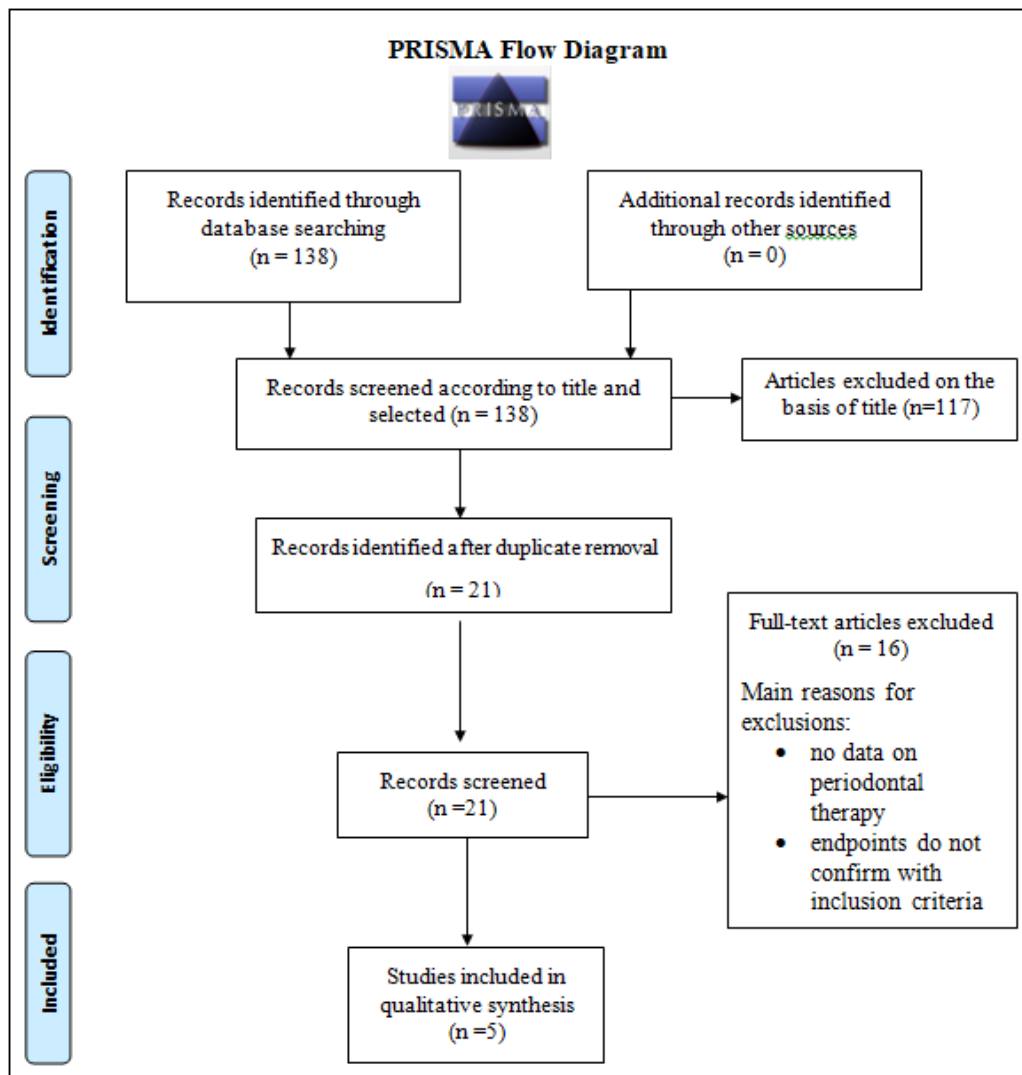 PRISMA Flow Diagram
PRISMA
Identification
Records identified through
database searching
(n = 138)
Additional records identified
through other sources
(n = 0)
Records screened according to title and
selected (n = 138)
Articles excluded on the
basis of title (n=117)
Screening
Records identified after duplicate removal
(n = 21)
Full-text articles excluded
(n = 16)
Main reasons for
exclusions:
• no data on
periodontal
therapy
• endpoints do not
confirm with
inclusion criteria
Eligibility
Records screened
(n =21)
Included
Studies included in
qualitative synthesis
(n =5)